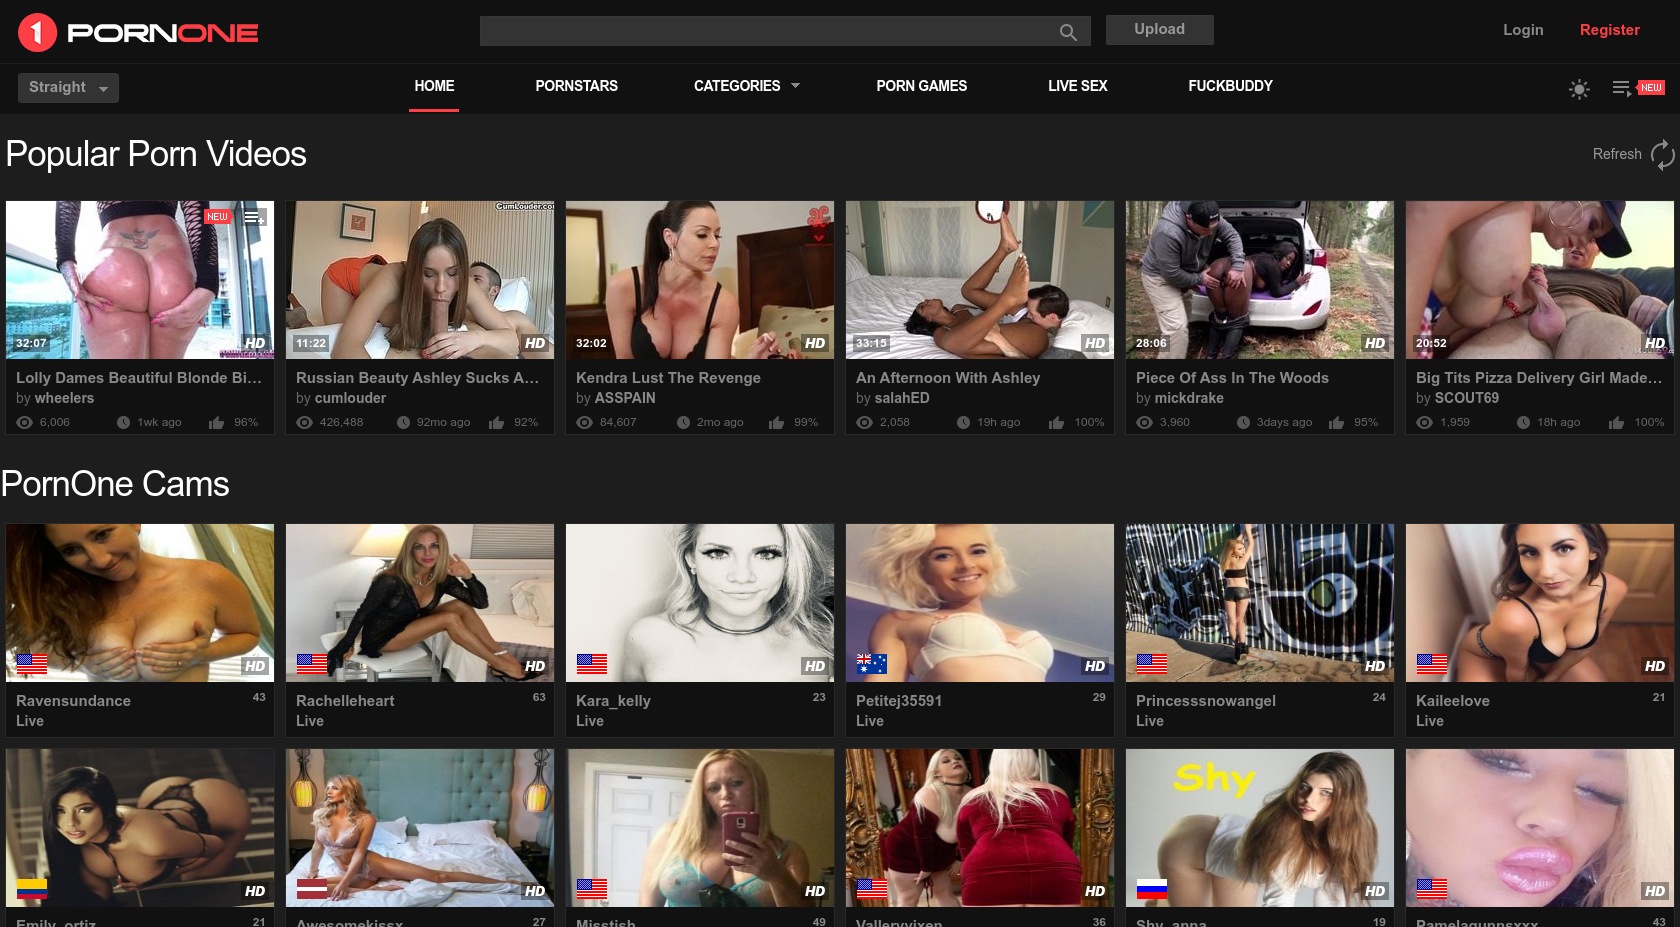 1 PORNONE
Upload
Login
Register
Straight
HOME
PORNSTARS
CATEGORIES
PORN GAMES
LIVE SEX
FUCKBUDDY
NEW
Popular Porn Videos
Refresh
NEW
CumLouder.com
32:07
HD
11:22
HD
32:02
HD
33:15
HD
28:06
HD
20:52
HD
Lolly Dames Beautiful Blonde Bi...
Russian Beauty Ashley Sucks A...
Kendra Lust The Revenge
An Afternoon With Ashley
Piece Of Ass In The Woods
Big Tits Pizza Delivery Girl Made...
by wheelers
by cumlouder
by ASSPAIN
by salahED
by mickdrake
by SCOUT69
6,006 1wk ago 96%
426,488 92mo ago 92%
84,607 2mo ago 99%
2,058 19h ago 100%
3,960 3days ago 95%
1,959 18h ago 100%
PornOne Cams
HD
HD
HD
HD
HD
HD
Ravensundance 43
Rachelleheart 63
Kara_kelly 23
Petitej35591 29
Princesssnowangel 24
Kaileelove 21
Live
Live
Live
Live
Live
Live
Shy
HD
HD
HD
HD
HD
HD
Emily_ortiz 21
Awesomekissx 27
Misstish 49
Valleryvixen 36
Shy_anna 19
Pamelagunnsxxx 43